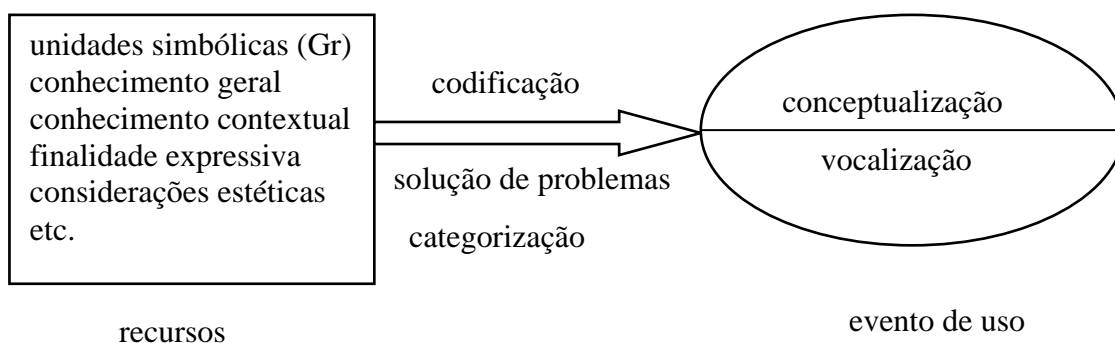 unidades simbólicas (Gr)
conhecimento geral
conhecimento contextual
finalidade expressiva
considerações estéticas
etc.
codificação
solução de problemas
categorização
conceptualização
vocalização
recursos
evento de uso